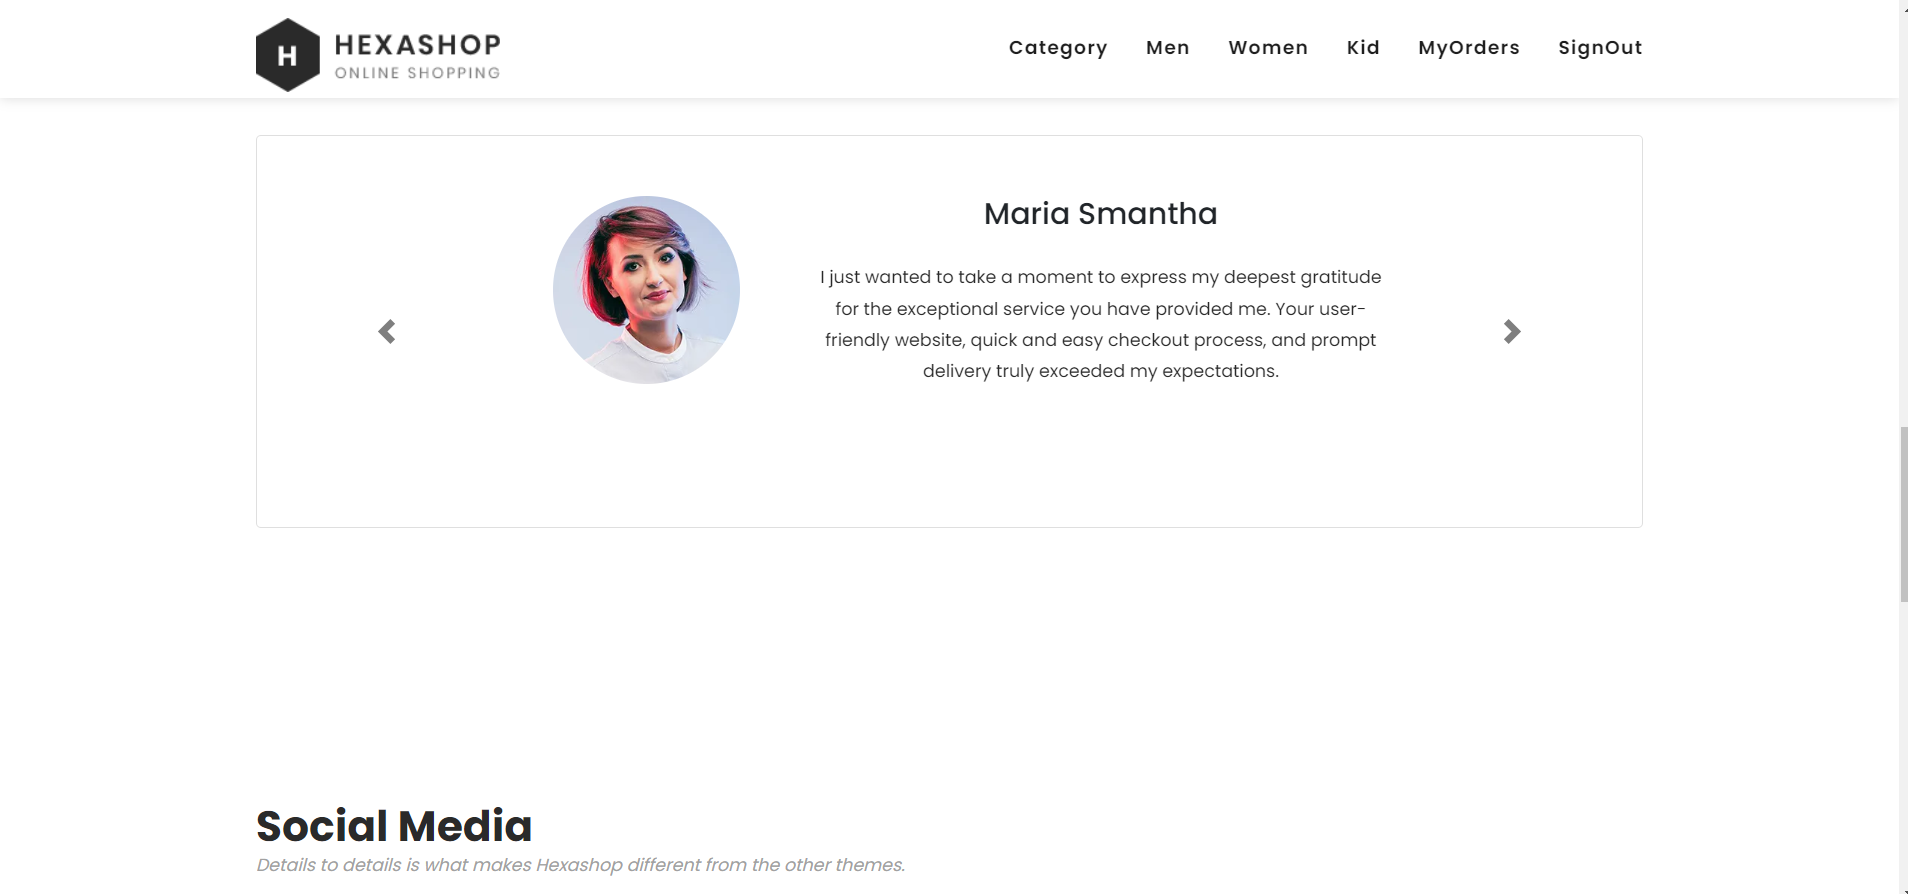 H
HEXASHOP
ONLINE SHOPPING
Category Men Women Kid MyOrders SignOut
Maria Smantha
I just wanted to take a moment to express my deepest gratitude
for the exceptional service you have provided me. Your user-
friendly website, quick and easy checkout process, and prompt
delivery truly exceeded my expectations.
Social Media
Details to details is what makes Hexashop different from the other themes.